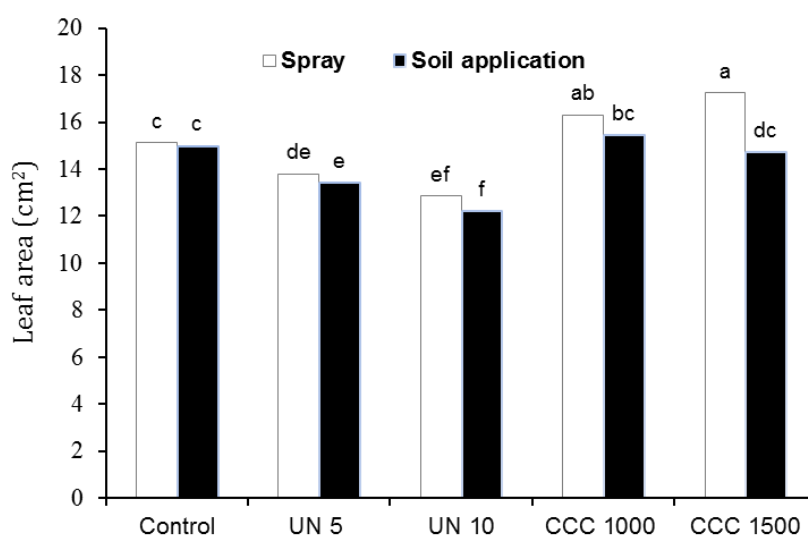 20
18
16
14
12
10
8
6
4
2
0
Leaf area (cm²)
Spray Soil application
c c de e ef f ab bc a dc
Control UN 5 UN 10 CCC 1000 CCC 1500